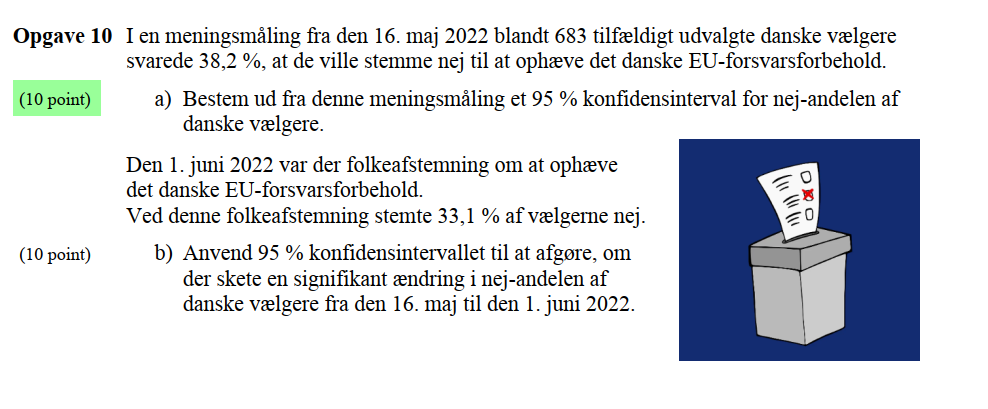 Opgave 10 I en meningsmåling fra den 16. maj 2022 blandt 683 tilfældigt udvalgte danske vælgere
svarede 38,2 %, at de ville stemme nej til at ophæve det danske EU-forsvarsforbehold.
(10 point) a) Bestem ud fra denne meningsmåling et 95 % konfidensinterval for nej-andelen af
danske vælgere.
Den 1. juni 2022 var der folkeafstemning om at ophæve
det danske EU-forsvarsforbehold.
Ved denne folkeafstemning stemte 33,1 % af vælgerne nej.
(10 point) b) Anvend 95 % konfidensintervallet til at afgøre, om
der skete en signifikant ændring i nej-andelen af
danske vælgere fra den 16. maj til den 1. juni 2022.